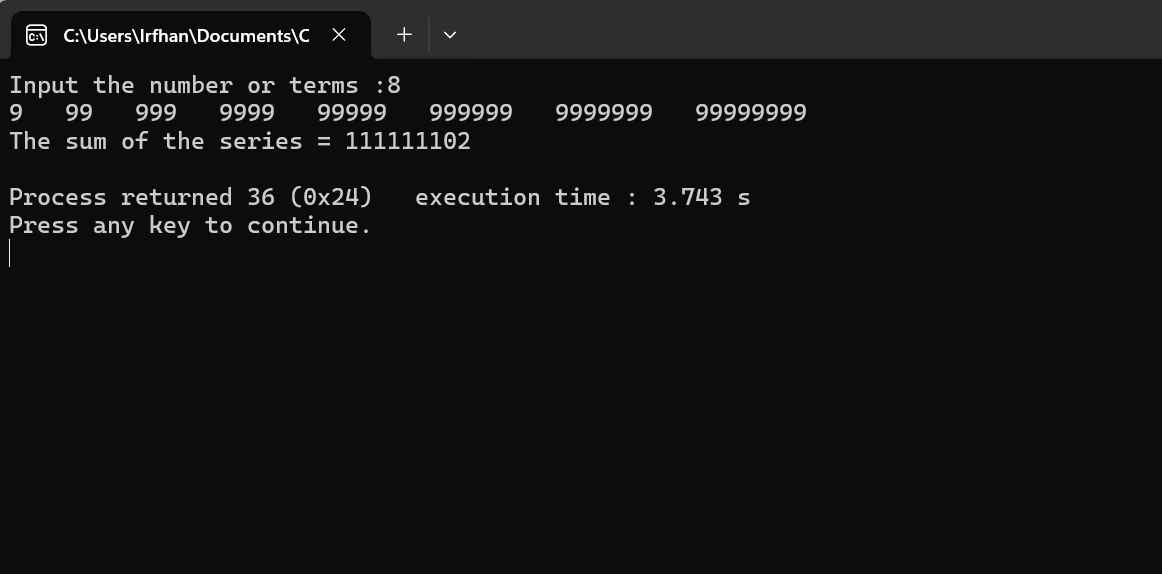 C:\Users\Irfhan\Documents\C
Input the number or terms :8
9   99   999   9999   99999   999999   9999999   99999999
The sum of the series = 111111102
Process returned 36 (0x24)   execution time : 3.743 s
Press any key to continue.